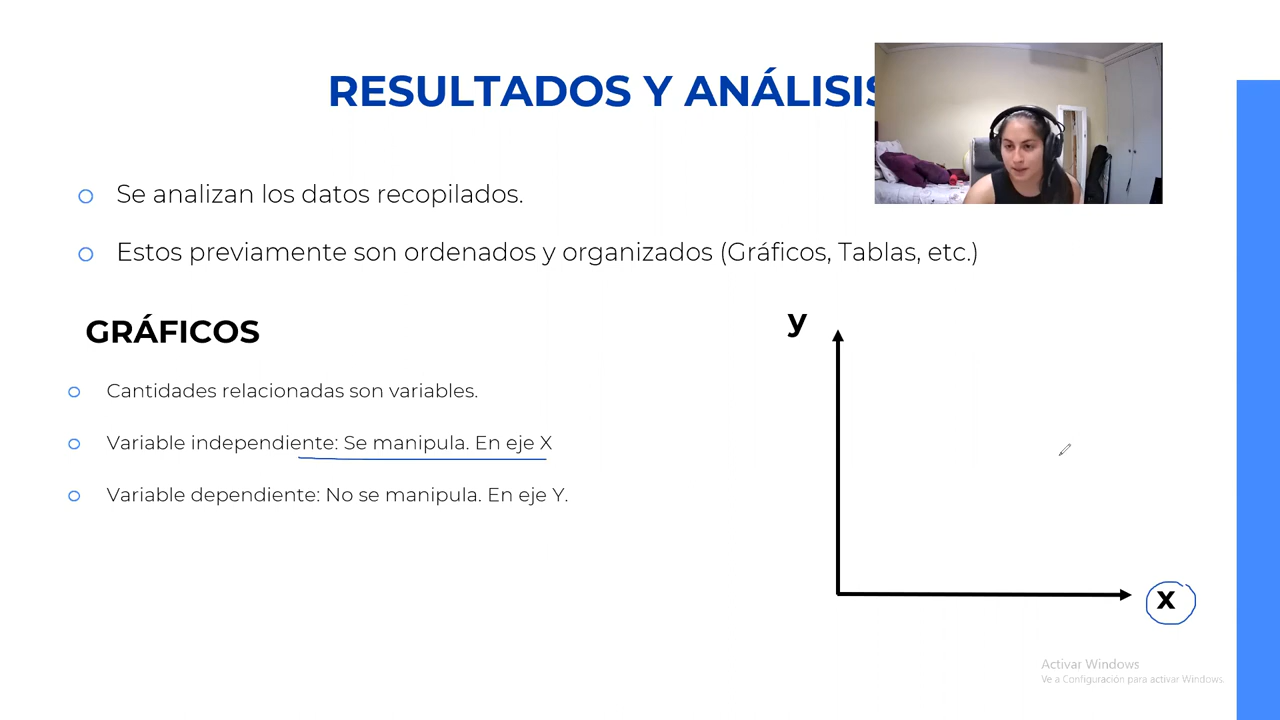 RESULTADOS Y ANÁLISIS
Se analizan los datos recopilados.
Estos previamente son ordenados y organizados (Gráficos, Tablas, etc.)
GRÁFICOS
Cantidades relacionadas son variables.
Variable independiente: Se manipula. En eje X
Variable dependiente: No se manipula. En eje Y.
y
x
Activar Windows
Ve a Configuración para activar Windows.